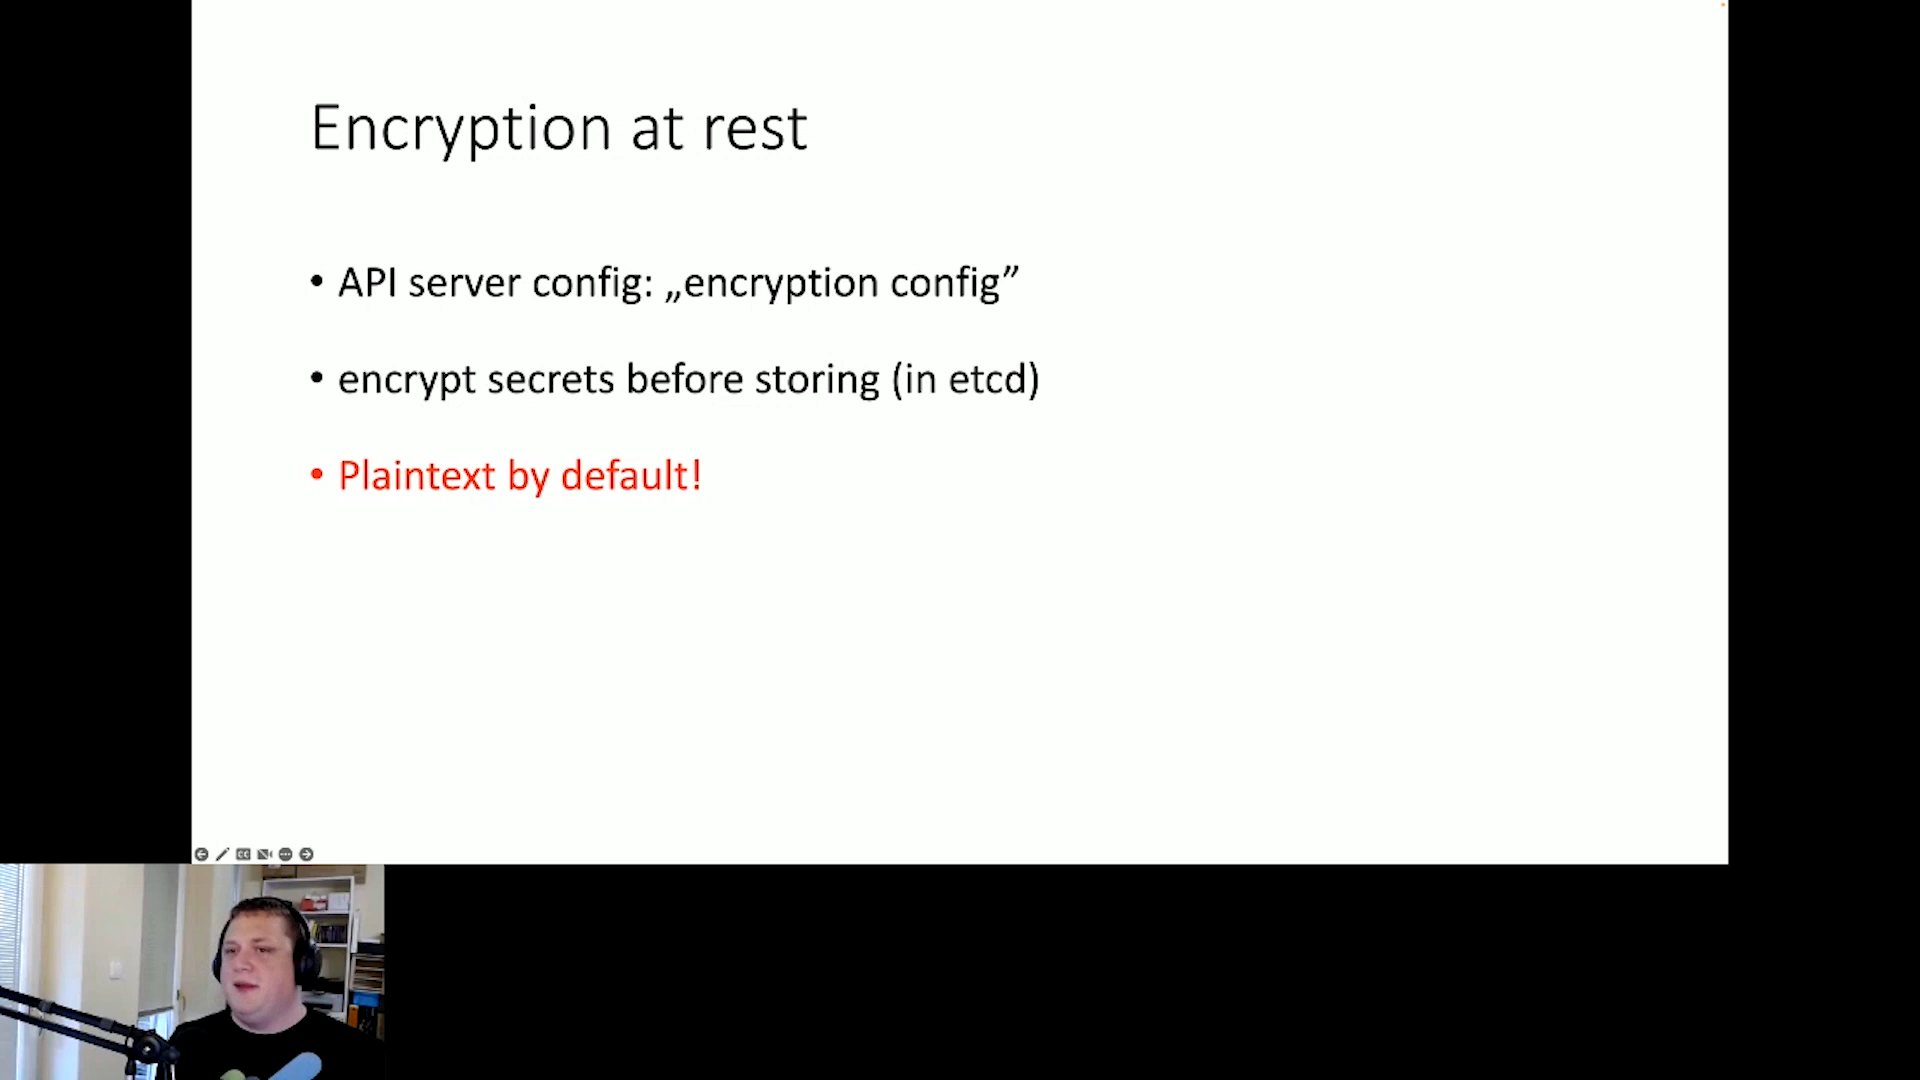 Encryption at rest
• API server config: „encryption config”
• encrypt secrets before storing (in etcd)
• Plaintext by default!